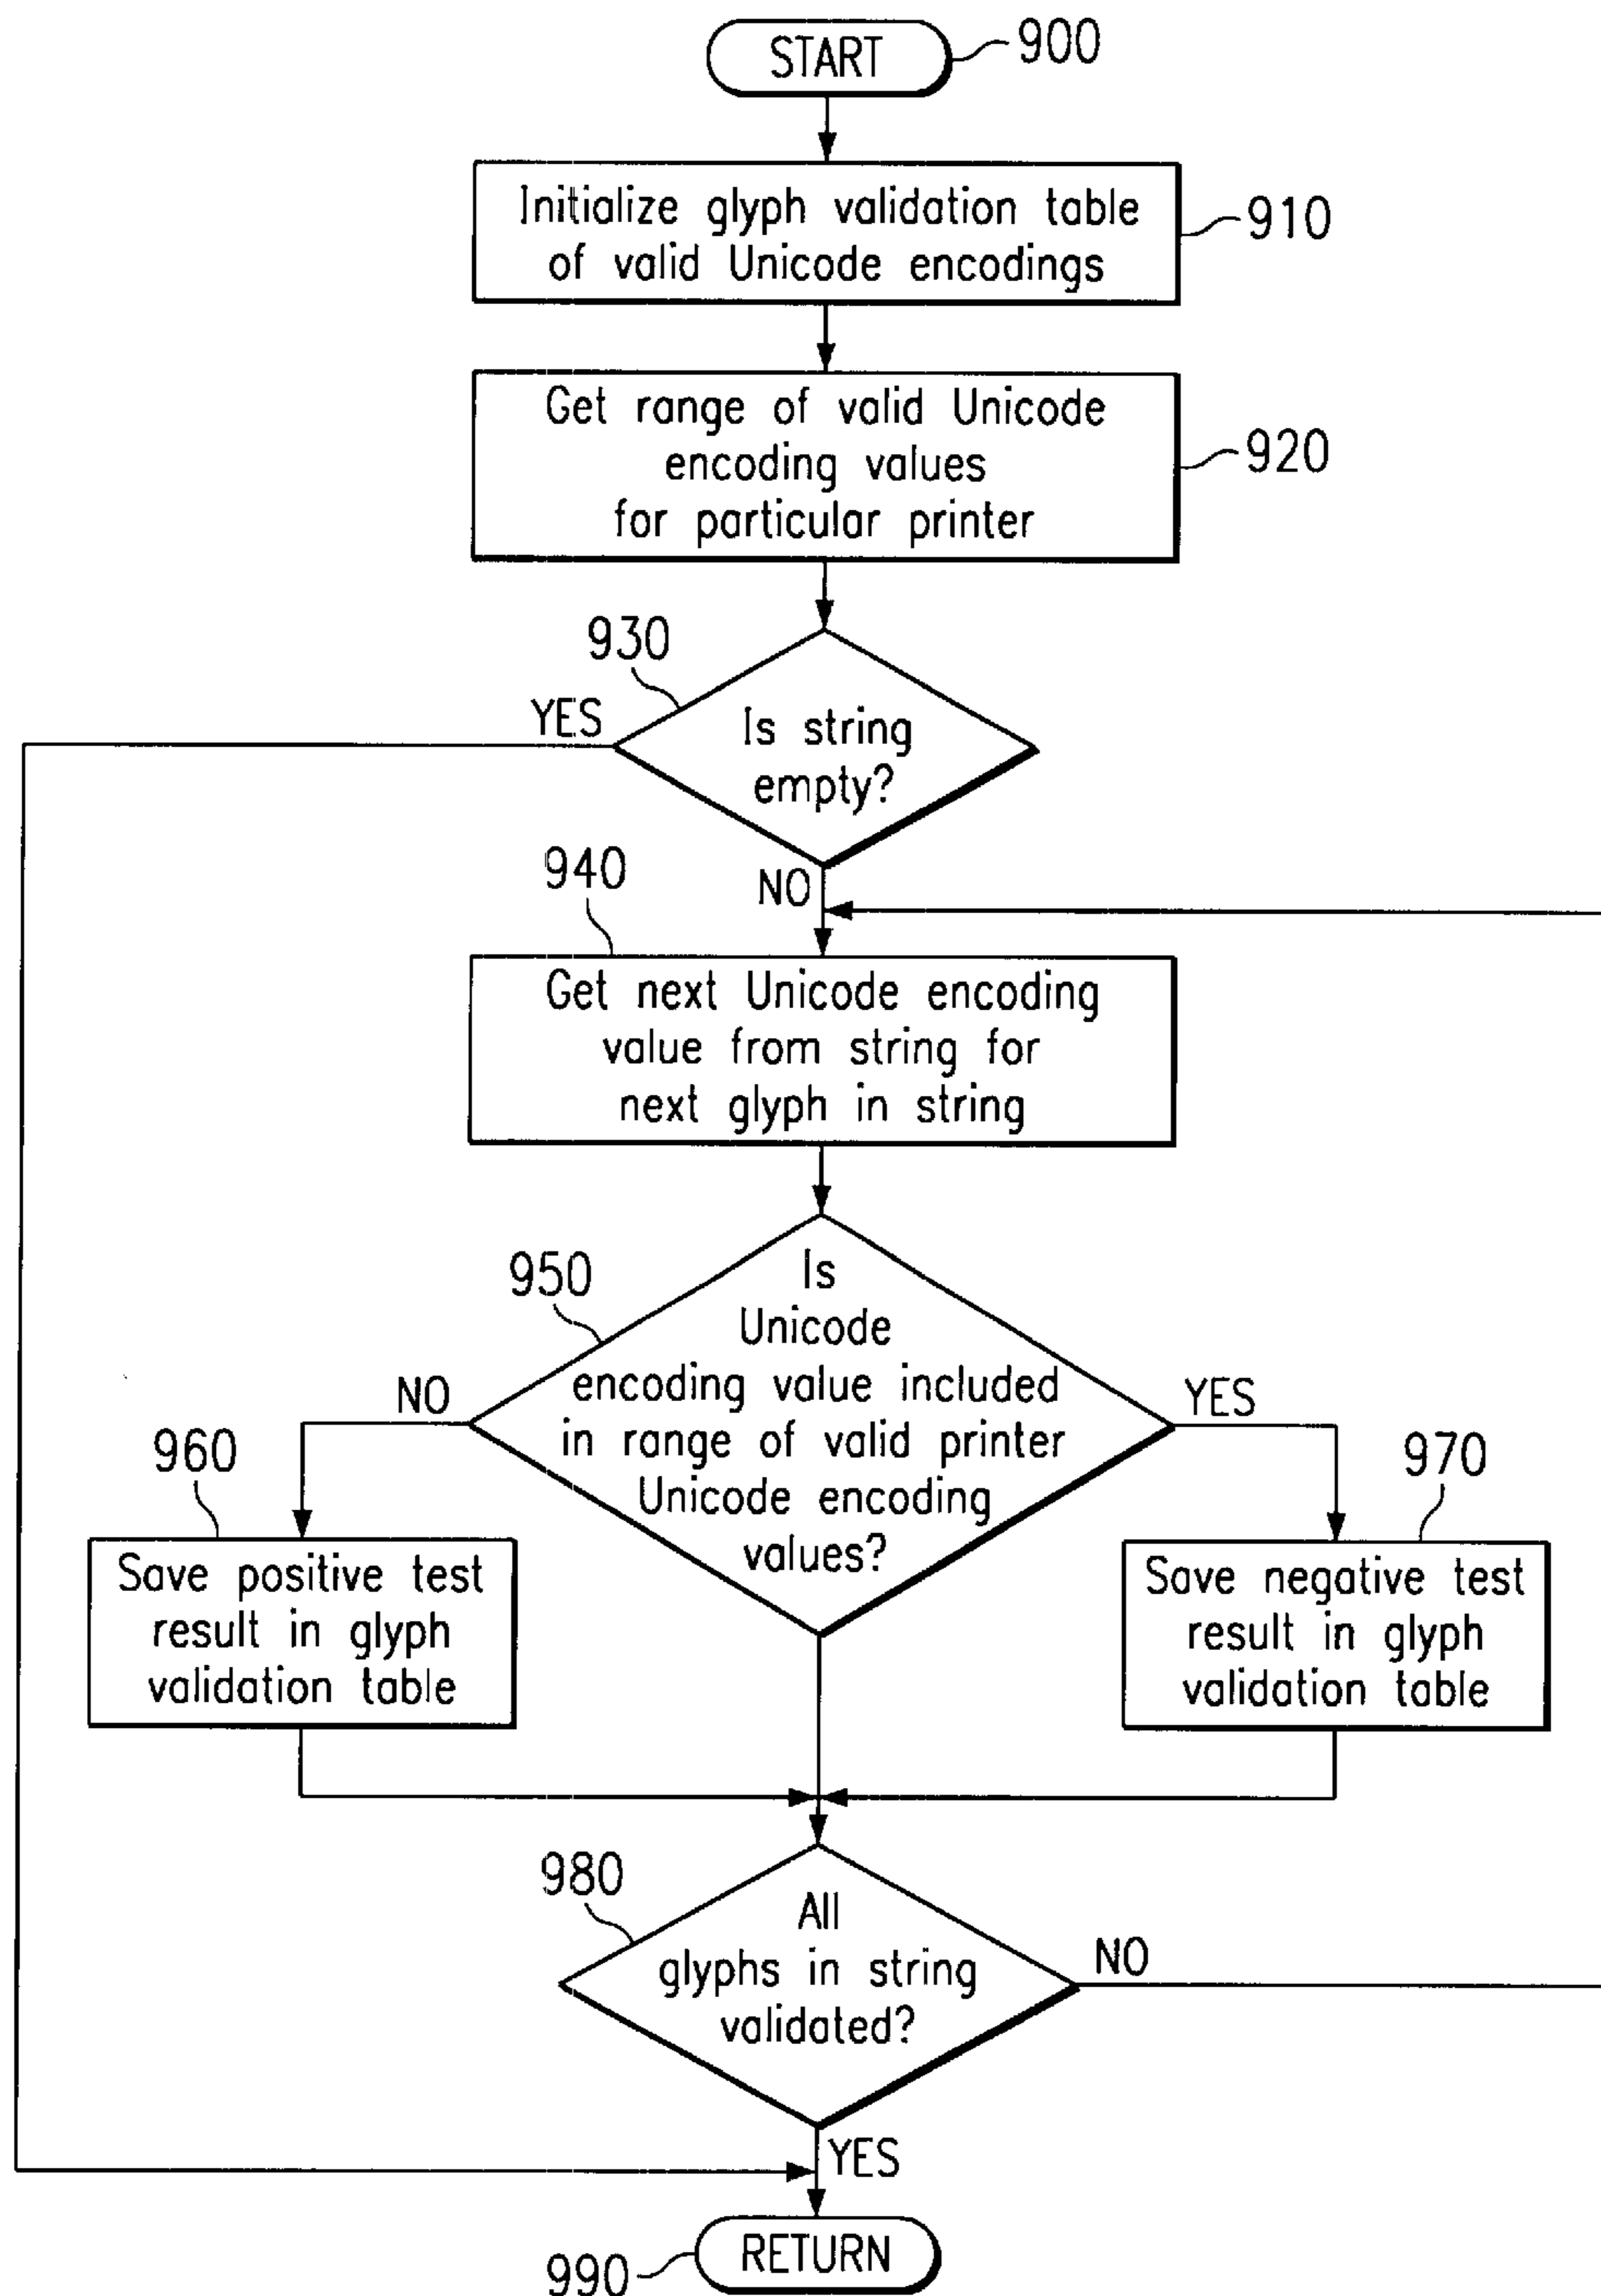 START
900
Initialize glyph validation table
of valid Unicode encodings
910
Get range of valid Unicode
encoding values
for particular printer
920
930
YES
Is string
empty?
NO
940
Get next Unicode encoding
value from string for
next glyph in string
950
Is
Unicode
encoding value included
in range of valid printer
Unicode encoding
values?
NO
YES
960
Save positive test
result in glyph
validation table
970
Save negative test
result in glyph
validation table
980
All
glyphs in string
validated?
NO
YES
RETURN
990